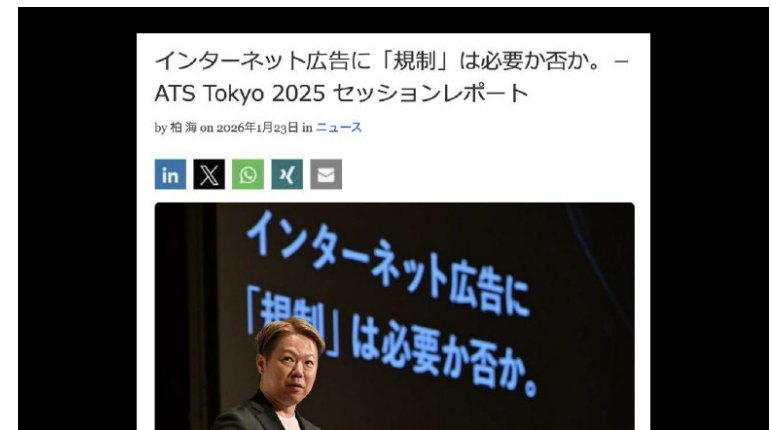 インターネット広告に「規制」は必要か否か。 –
ATS Tokyo 2025 セッションレポート
by 柏 海 on 2026年1月23日 in ニュース
in
インターネット広告に
「規制」は必要か否か。